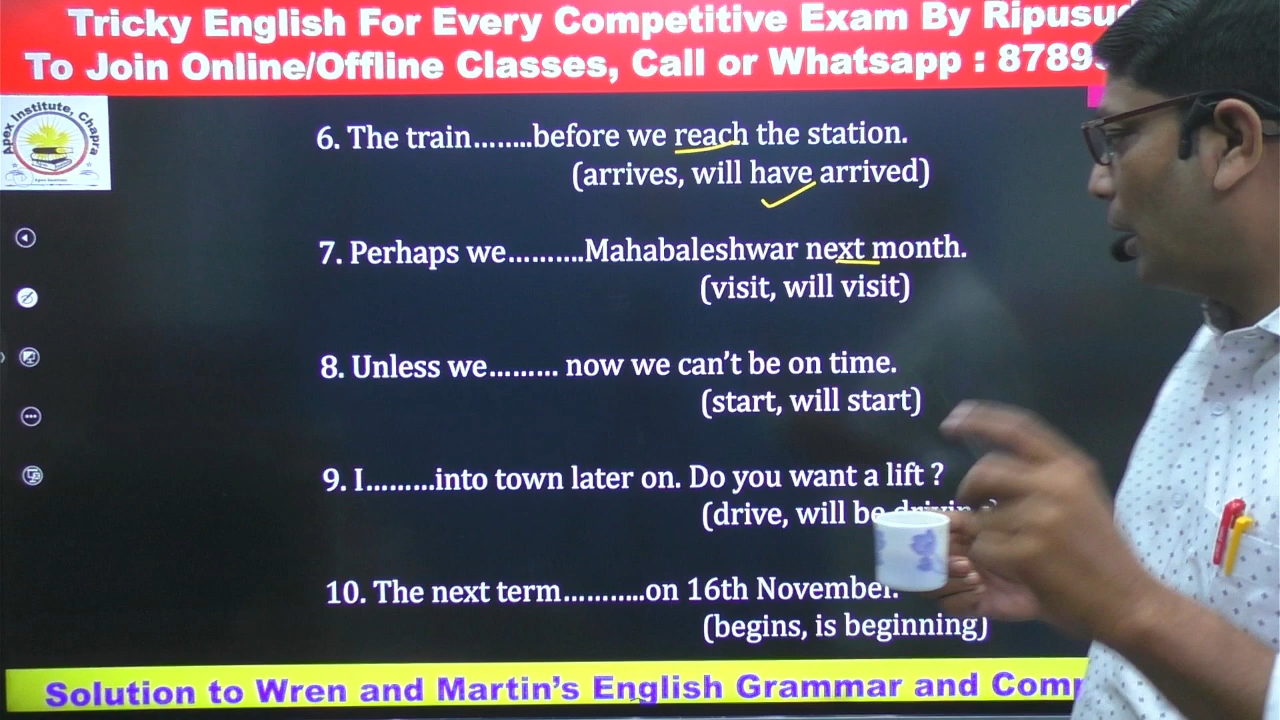 Tricky English For Every Competitive Exam By
To Join Online/Offline Classes, Call or Whatsapp :
Apex Institute, Chapra
6. The train........before we reach the station.
(arrives, will have arrived)
7. Perhaps we..........Mahabaleshwar next month.
(visit, will visit)
8. Unless we......... now we can't be on time.
(start, will start)
9. I.........into town later on. Do you want a lift ?
(drive, will be driving)
10. The next term...........on 16th November.
(begins, is beginning)
Solution to Wren and Martin's English Grammar and